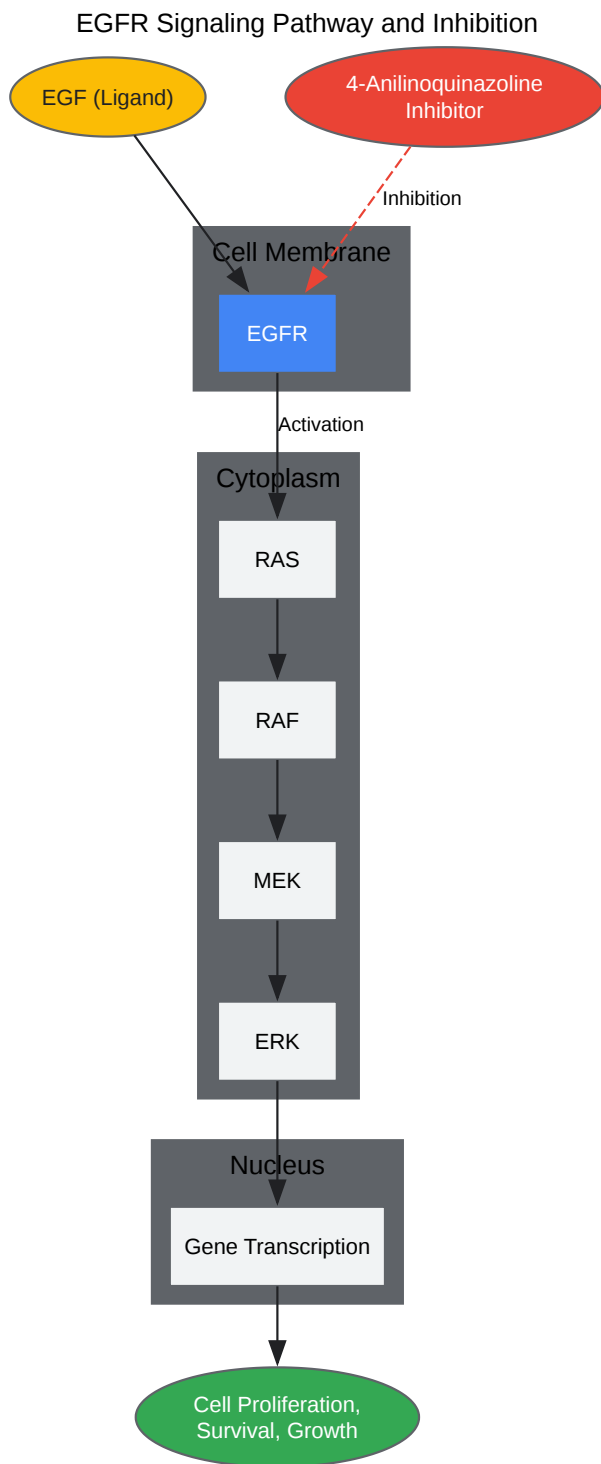 EGFR Signaling Pathway and Inhibition
EGF (Ligand)
4-Anilinoquinazoline
Inhibitor
Inhibition
Cell Membrane
EGFR
Activation
Cytoplasm
RAS
RAF
MEK
ERK
Nucleus
Gene Transcription
Cell Proliferation,
Survival, Growth